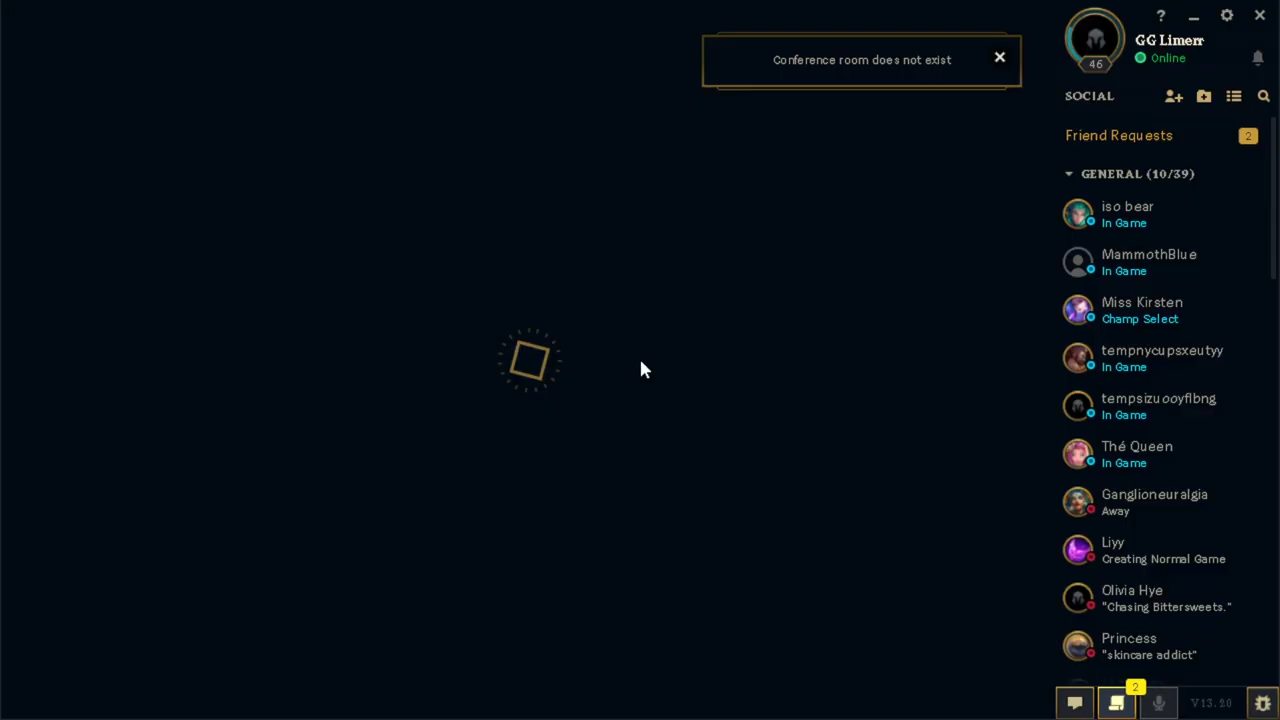 Conference room does not exist
GG Limerr
46
Online
SOCIAL
Friend Requests
2
GENERAL (10/39)
iso bear
In Game
MammothBlue
In Game
Miss Kirsten
Champ Select
tempnycupsxeutyy
In Game
tempsizuooyflbng
In Game
Thé Queen
In Game
Ganglioneuralgia
Away
Liyy
Creating Normal Game
Olivia Hye
"Chasing Bittersweets."
Princess
"skincare addict"
2
V13.20